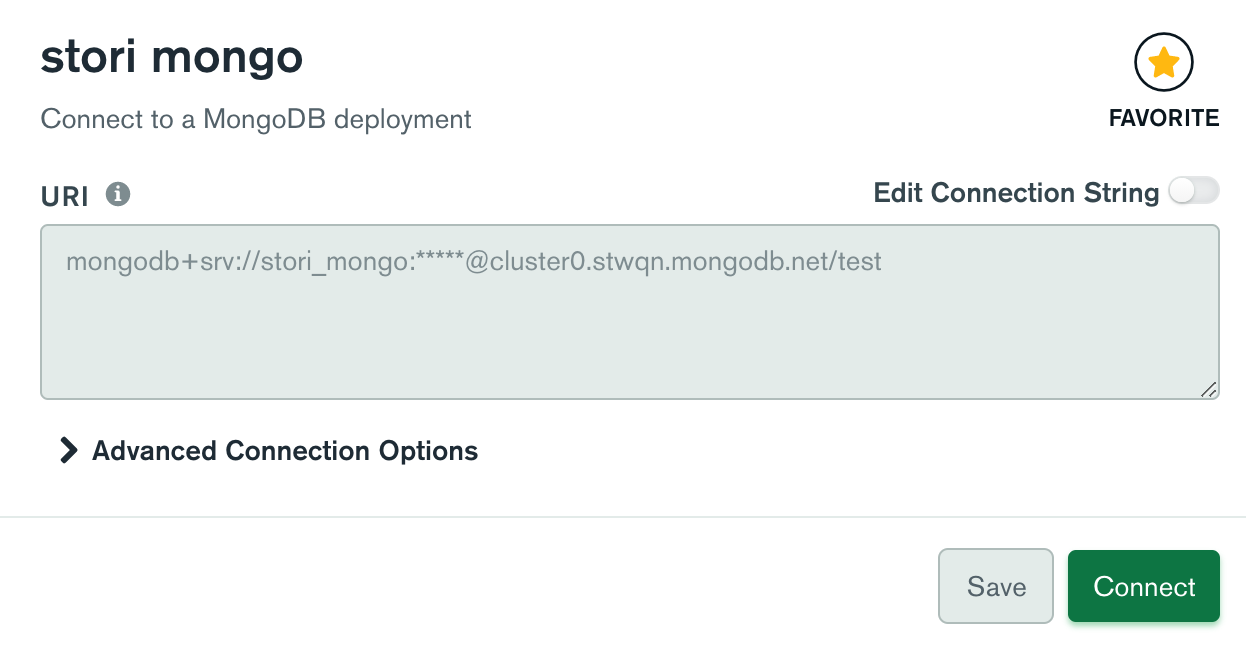 stori mongo
FAVORITE
Connect to a MongoDB deployment
URI
Edit Connection String
mongodb+srv://stori_mongo:*****@cluster0.stwqn.mongodb.net/test
Advanced Connection Options
Save
Connect